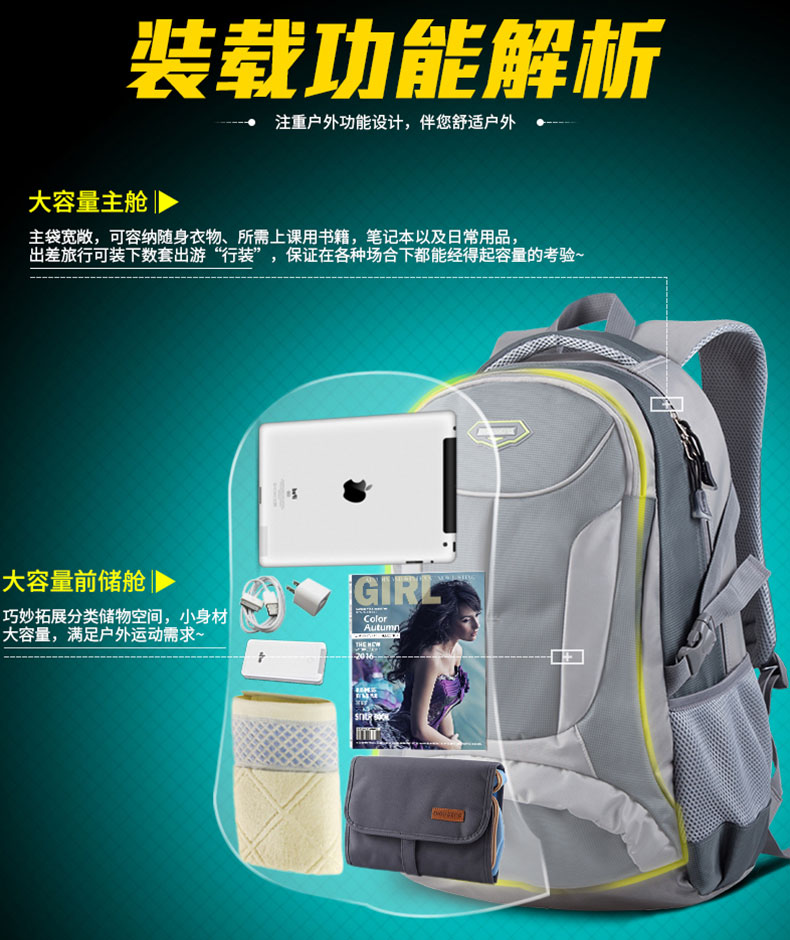 装载功能解析
注重户外功能设计，伴您舒适户外
大容量主舱
主袋宽敞，可容纳随身衣物、所需上课用书籍，笔记本以及日常用品，
出差旅行可装下数套出游“行装”，保证在各种场合下都能经得起容量的考验~
大容量前储舱
巧妙拓展分类储物空间，小身材
大容量，满足户外运动需求~
GIRL
Color
Autumn
THE NEW
2016
STYLE BOOK